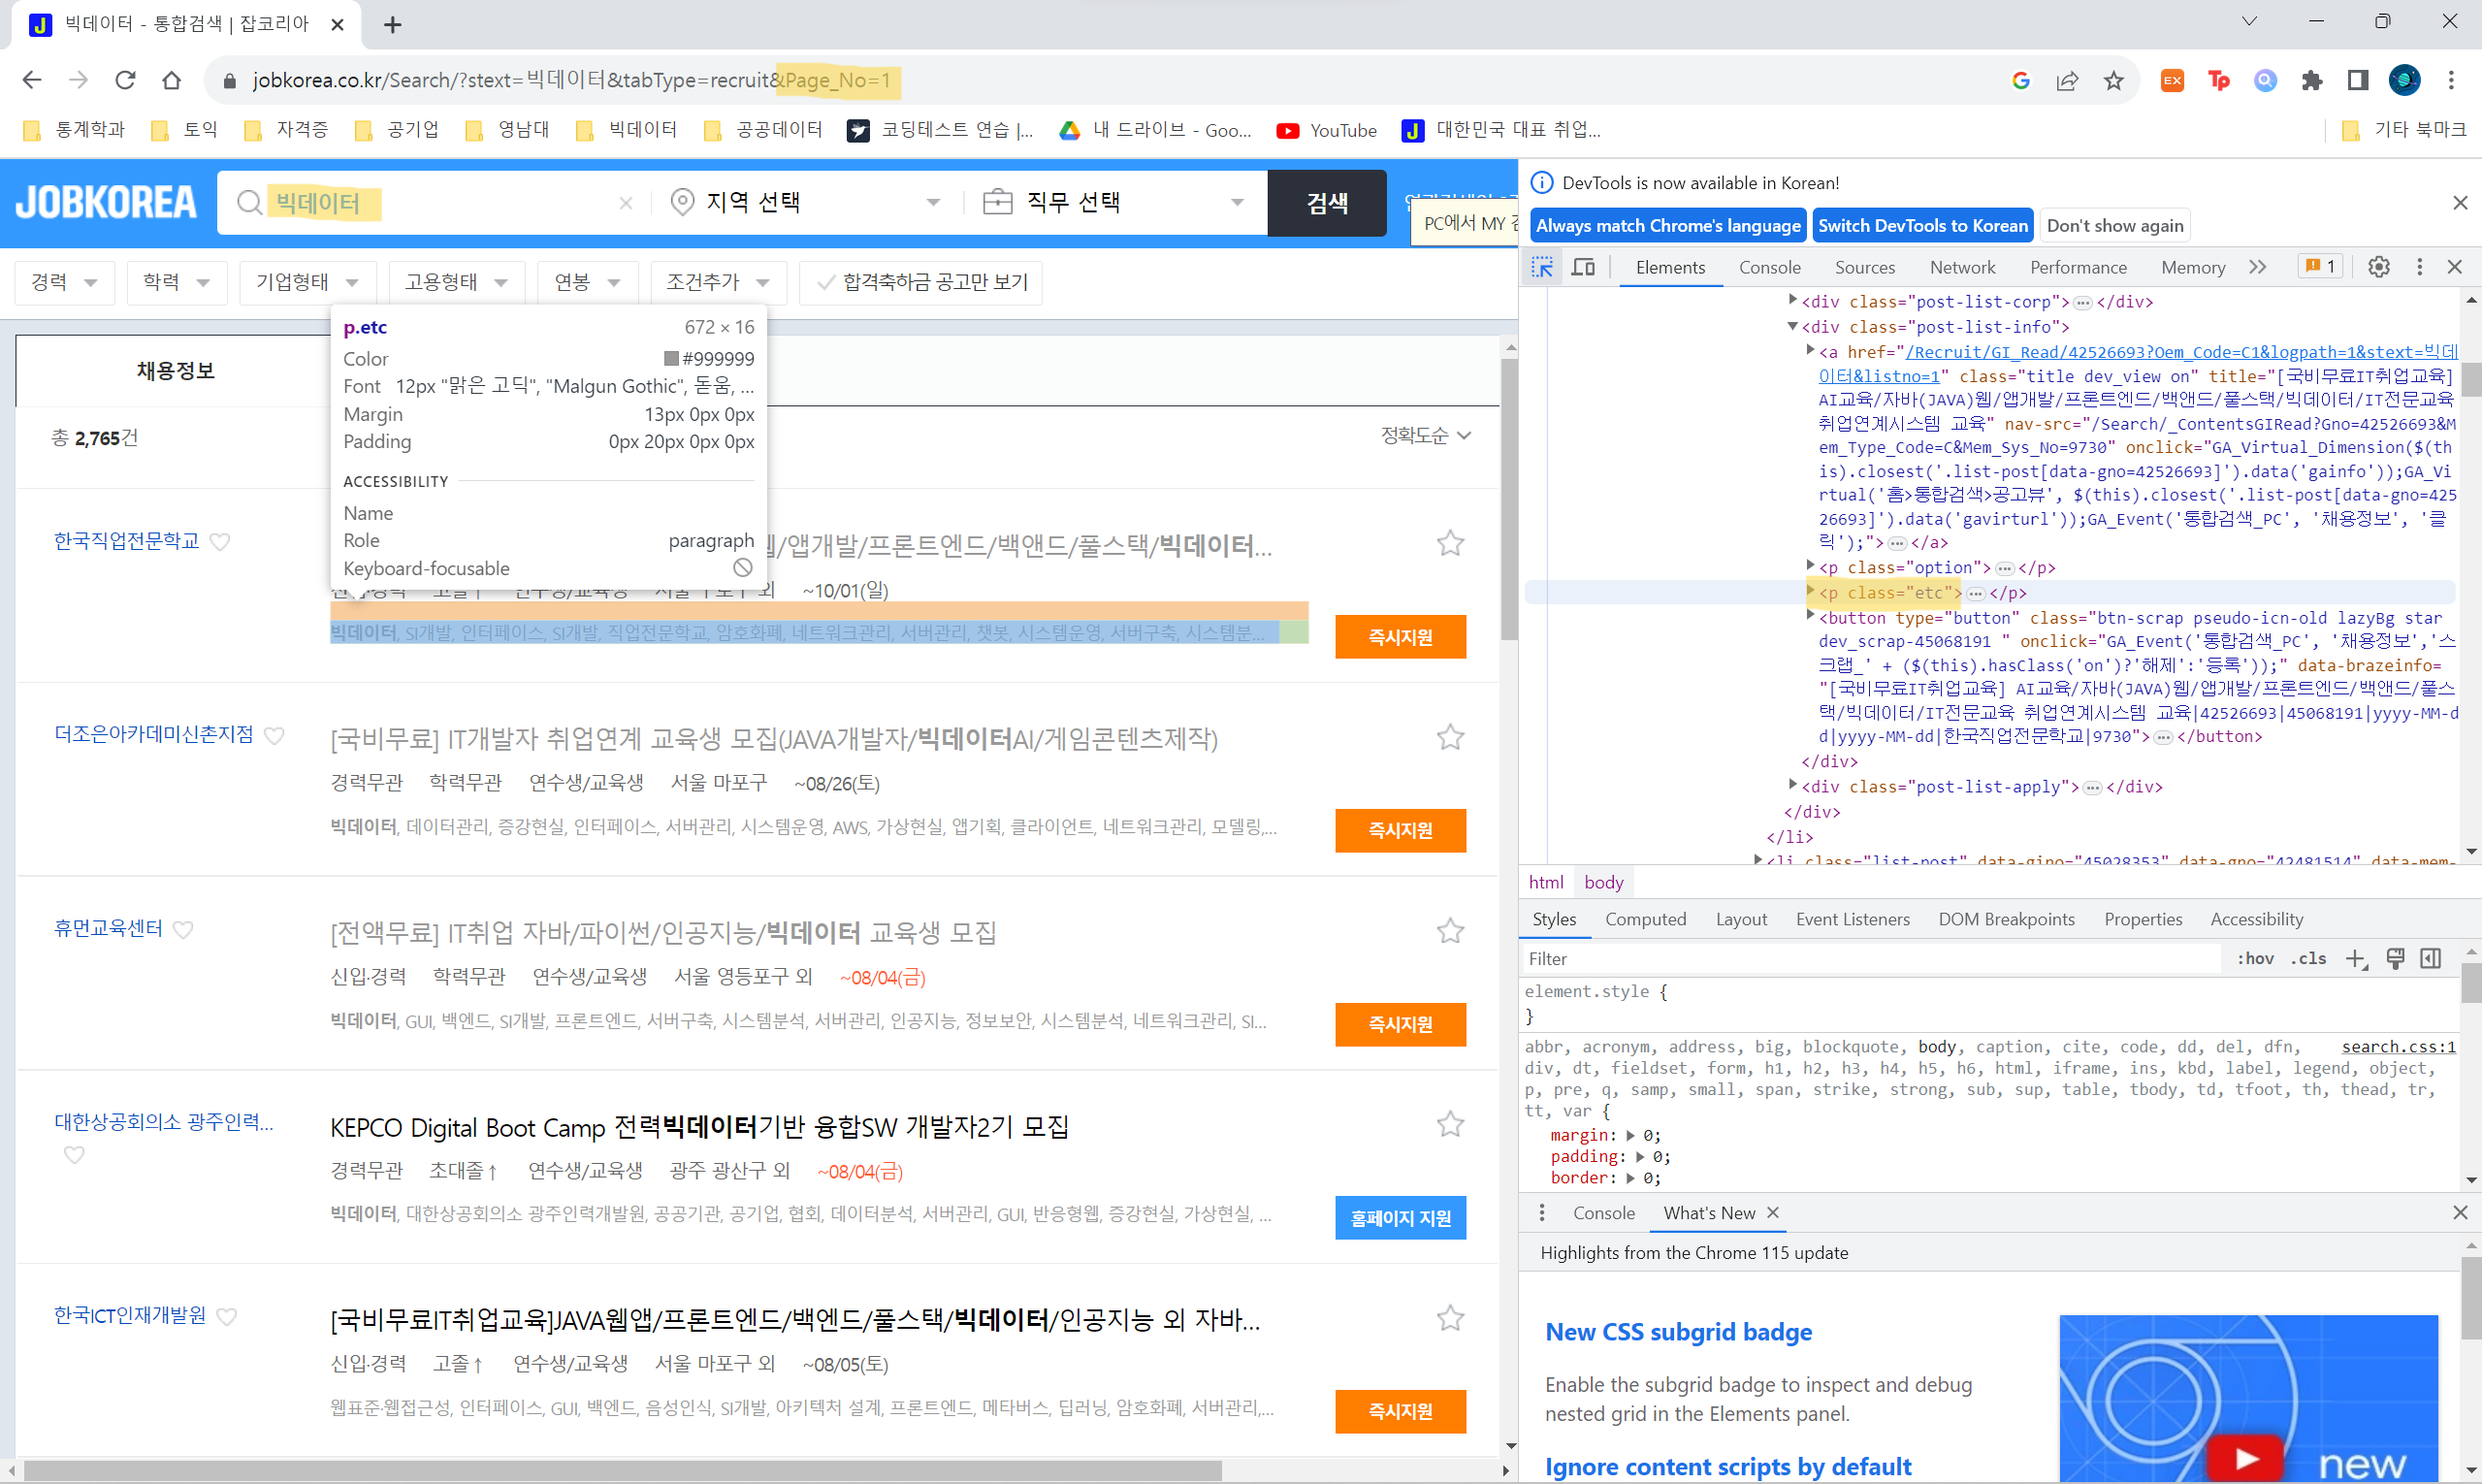 빅데이터 - 통합검색 | 잡코리아
jobkorea.co.kr/Search/?stext=빅데이터&tabType=recruit&Page_No=1
통계학과 토익 자격증 공기업 영남대 빅데이터 공공데이터 코딩테스트 연습 |... 내 드라이브 - Goo... YouTube 대한민국 대표 취업... 기타 북마크
JOBKOREA 빅데이터 지역 선택 직무 선택 검색
PC에서 MY
경력 학력 기업형태 고용형태 연봉 조건추가 합격축하금 공고만 보기
채용정보
총 2,765건 정확도순
p.etc 672 × 16
Color #999999
Font 12px "맑은 고딕", "Malgun Gothic", 돋움, ...
Margin 13px 0px 0px
Padding 0px 20px 0px 0px
ACCESSIBILITY
Name
Role paragraph
Keyboard-focusable
한국직업전문학교
/앱개발/프론트엔드/백앤드/풀스택/빅데이터...
~10/01(일)
빅데이터, SI개발, 인터페이스, SI개발, 직업전문학교, 암호화폐, 네트워크관리, 서버관리, 챗봇, 시스템운영, 서버구축, 시스템분...
즉시지원
더조은아카데미신촌지점
[국비무료] IT개발자 취업연계 교육생 모집(JAVA개발자/빅데이터AI/게임콘텐츠제작)
경력무관 학력무관 연수생/교육생 서울 마포구 ~08/26(토)
빅데이터, 데이터관리, 증강현실, 인터페이스, 서버관리, 시스템운영, AWS, 가상현실, 앱기획, 클라이언트, 네트워크관리, 모델링,...
즉시지원
휴먼교육센터
[전액무료] IT취업 자바/파이썬/인공지능/빅데이터 교육생 모집
신입·경력 학력무관 연수생/교육생 서울 영등포구 외 ~08/04(금)
빅데이터, GUI, 백엔드, SI개발, 프론트엔드, 서버구축, 시스템분석, 서버관리, 인공지능, 정보보안, 시스템분석, 네트워크관리, SI...
즉시지원
대한상공회의소 광주인력...
KEPCO Digital Boot Camp 전력빅데이터기반 융합SW 개발자2기 모집
경력무관 초대졸↑ 연수생/교육생 광주 광산구 외 ~08/04(금)
빅데이터, 대한상공회의소 광주인력개발원, 공공기관, 공기업, 협회, 데이터분석, 서버관리, GUI, 반응형웹, 증강현실, 가상현실, ...
홈페이지 지원
한국ICT인재개발원
[국비무료IT취업교육]JAVA웹앱/프론트엔드/백엔드/풀스택/빅데이터/인공지능 외 자바...
신입·경력 고졸↑ 연수생/교육생 서울 마포구 외 ~08/05(토)
웹표준·웹접근성, 인터페이스, GUI, 백엔드, 음성인식, SI개발, 아키텍처 설계, 프론트엔드, 메타버스, 딥러닝, 암호화폐, 서버관리,...
즉시지원
DevTools is now available in Korean!
Always match Chrome's language Switch DevTools to Korean Don't show again
Elements Console Sources Network Performance Memory 1
<div class="post-list-corp">...</div>
<div class="post-list-info">
<a href="/Recruit/GI_Read/42526693?Oem_Code=C1&logpath=1&stext=빅데
이터&listno=1" class="title dev_view on" title="[국비무료IT취업교육]
AI교육/자바(JAVA)웹/앱개발/프론트엔드/백앤드/풀스택/빅데이터/IT전문교육
취업연계시스템 교육" nav-src="/Search/_ContentsGIRead?Gno=42526693&M
em_Type_Code=C&Mem_Sys_No=9730" onclick="GA_Virtual_Dimension($(th
is).closest('.list-post[data-gno=42526693]').data('gainfo'));GA_Vi
rtual('홈>통합검색>공고뷰', $(this).closest('.list-post[data-gno=425
26693]').data('gavirturl'));GA_Event('통합검색_PC', '채용정보', '클
릭');">...</a>
<p class="option">...</p>
<p class="etc">...</p>
<button type="button" class="btn-scrap pseudo-icn-old lazyBg star
dev_scrap-45068191 " onclick="GA_Event('통합검색_PC', '채용정보','스
크랩_' + ($(this).hasClass('on')?'해제':'등록'));" data-brazeinfo=
"[국비무료IT취업교육] AI교육/자바(JAVA)웹/앱개발/프론트엔드/백앤드/풀스
택/빅데이터/IT전문교육 취업연계시스템 교육|42526693|45068191|yyyy-MM-d
d|yyyy-MM-dd|한국직업전문학교|9730">...</button>
</div>
<div class="post-list-apply">...</div>
</div>
</li>
<li class="list-post" data-gino="45028353" data-gno="42481514" data-mem-
html body
Styles Computed Layout Event Listeners DOM Breakpoints Properties Accessibility
Filter :hov .cls
element.style {
}
abbr, acronym, address, big, blockquote, body, caption, cite, code, dd, del, dfn, search.css:1
div, dt, fieldset, form, h1, h2, h3, h4, h5, h6, html, iframe, ins, kbd, label, legend, object,
p, pre, q, samp, small, span, strike, strong, sub, sup, table, tbody, td, tfoot, th, thead, tr,
tt, var {
margin: 0;
padding: 0;
border: 0;
Console What's New
Highlights from the Chrome 115 update
New CSS subgrid badge
Enable the subgrid badge to inspect and debug
nested grid in the Elements panel.
Ignore content scripts by default
new